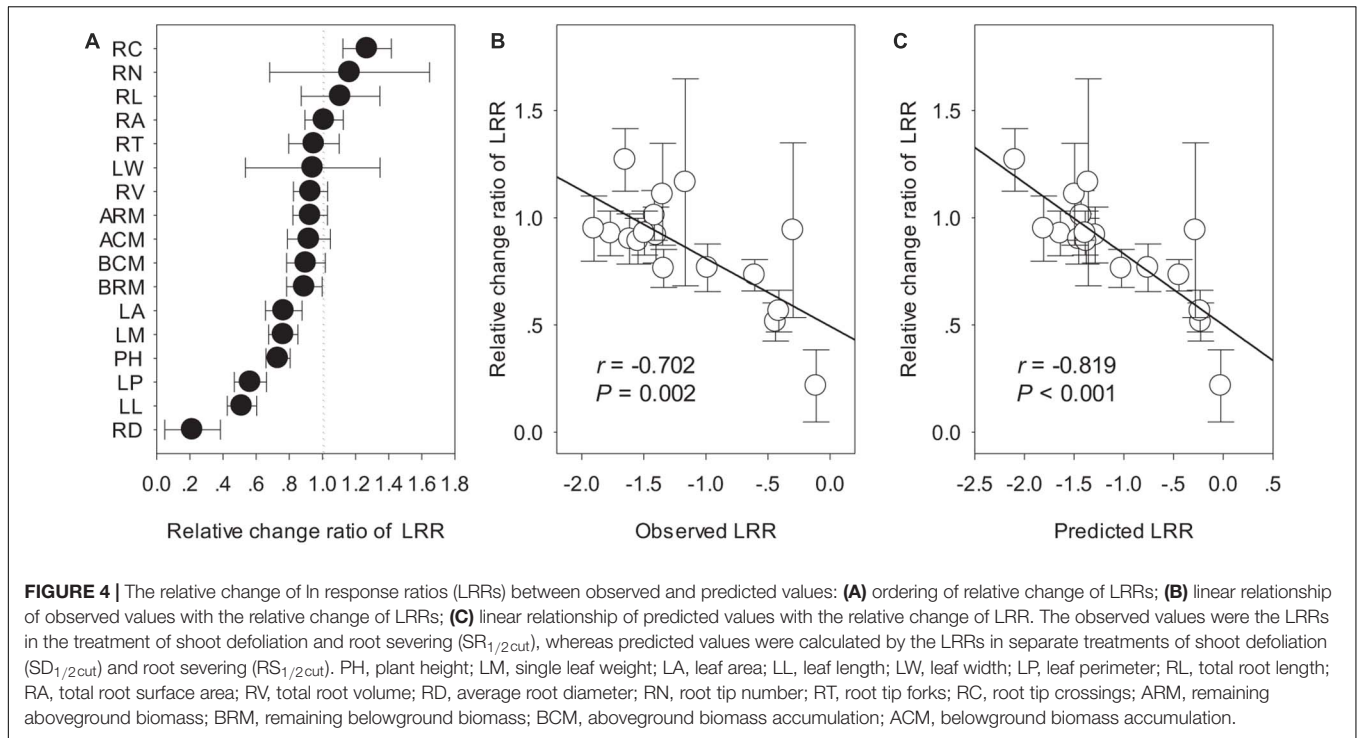 A
RC
RN
RL
RA
RT
LW
RV
ARM
ACM
BCM
BRM
LA
LM
PH
LP
LL
RD
0.0 .2 .4 .6 .8 1.0 1.2 1.4 1.6 1.8
Relative change ratio of LRR
B
Relative change ratio of LRR
1.5
1.0
.5
0.0
r = -0.702
P = 0.002
-2.0 -1.5 -1.0 -.5 0.0
Observed LRR
C
Relative change ratio of LRR
1.5
1.0
.5
0.0
r = -0.819
P < 0.001
-2.5 -2.0 -1.5 -1.0 -.5 0.0 .5
Predicted LRR
FIGURE 4 | The relative change of ln response ratios (LRRs) between observed and predicted values: (A) ordering of relative change of LRRs; (B) linear relationship
of observed values with the relative change of LRRs; (C) linear relationship of predicted values with the relative change of LRR. The observed values were the LRRs
in the treatment of shoot defoliation and root severing (SR1/2cut), whereas predicted values were calculated by the LRRs in separate treatments of shoot defoliation
(SD1/2cut) and root severing (RS1/2cut). PH, plant height; LM, single leaf weight; LA, leaf area; LL, leaf length; LW, leaf width; LP, leaf perimeter; RL, total root length;
RA, total root surface area; RV, total root volume; RD, average root diameter; RN, root tip number; RT, root tip forks; RC, root tip crossings; ARM, remaining
aboveground biomass; BRM, remaining belowground biomass; BCM, aboveground biomass accumulation; ACM, belowground biomass accumulation.